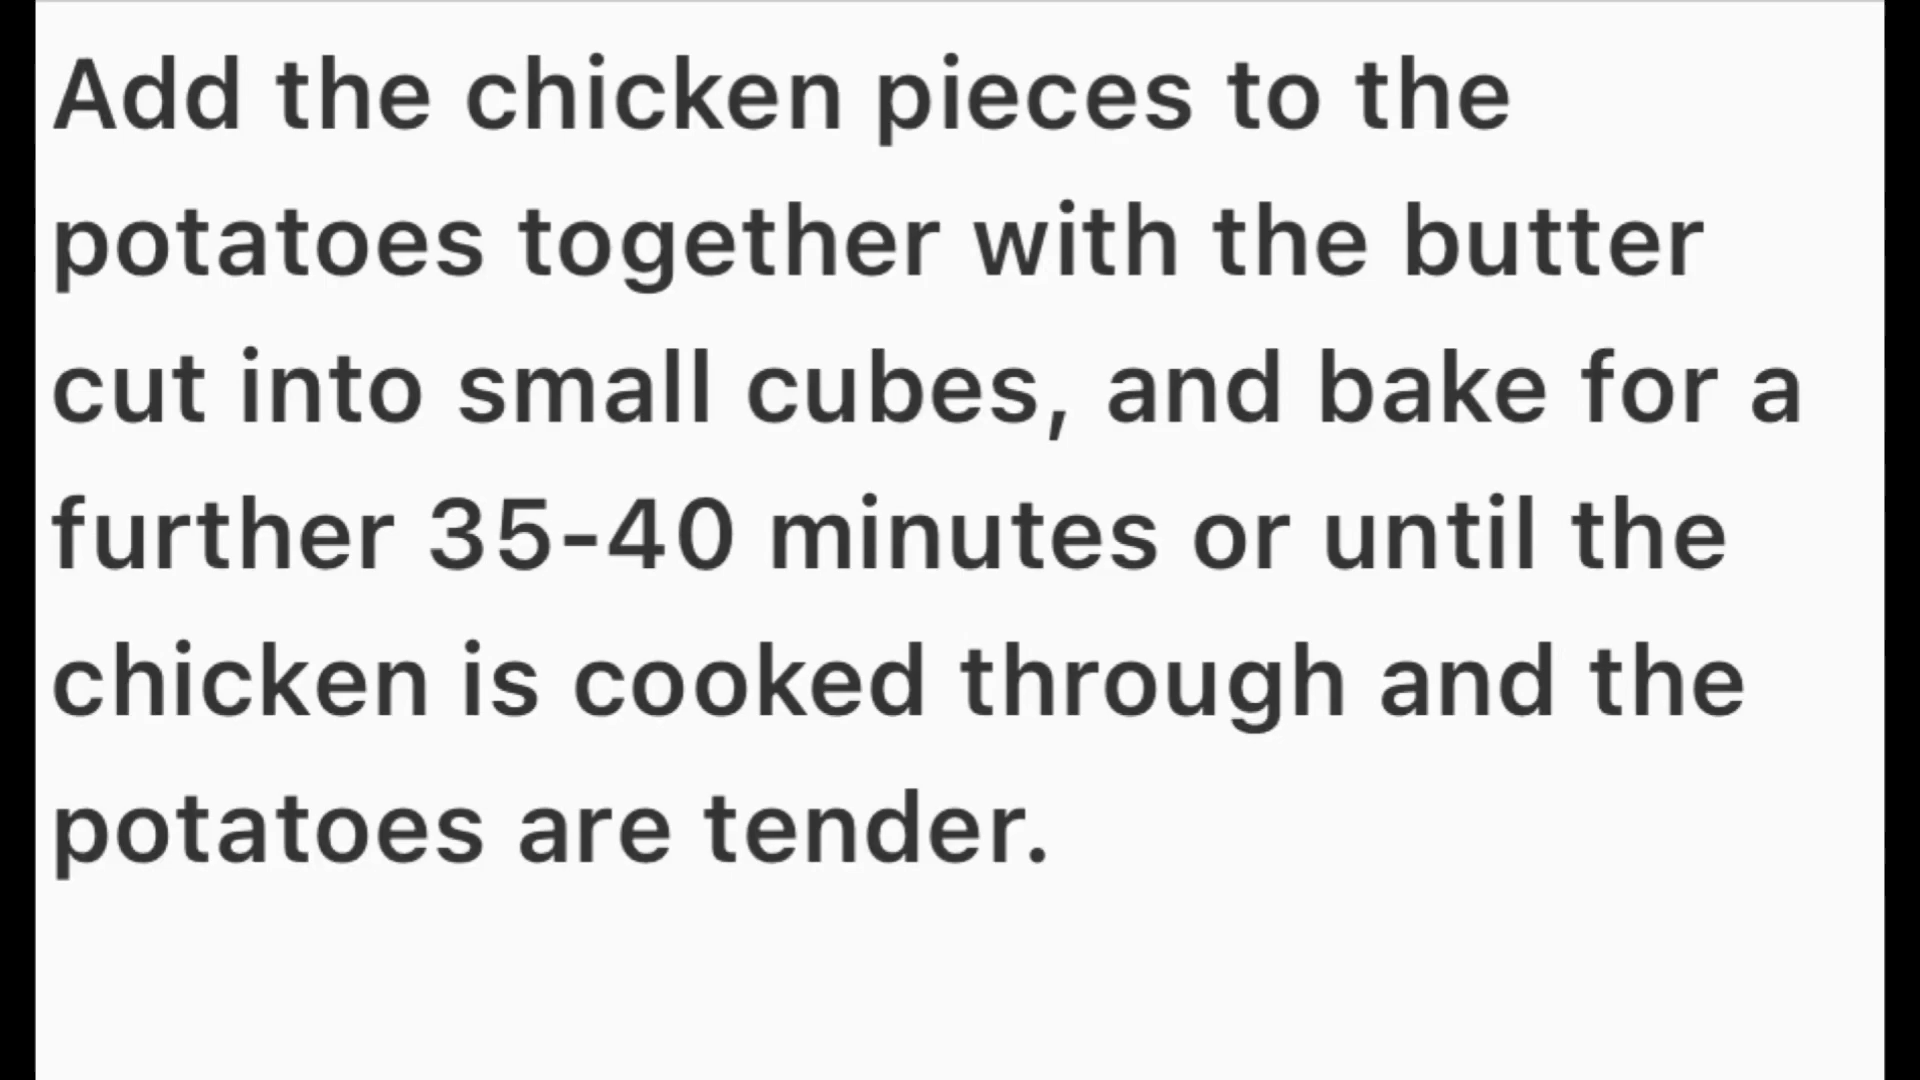 Add the chicken pieces to the
potatoes together with the butter
cut into small cubes, and bake for a
further 35-40 minutes or until the
chicken is cooked through and the
potatoes are tender.